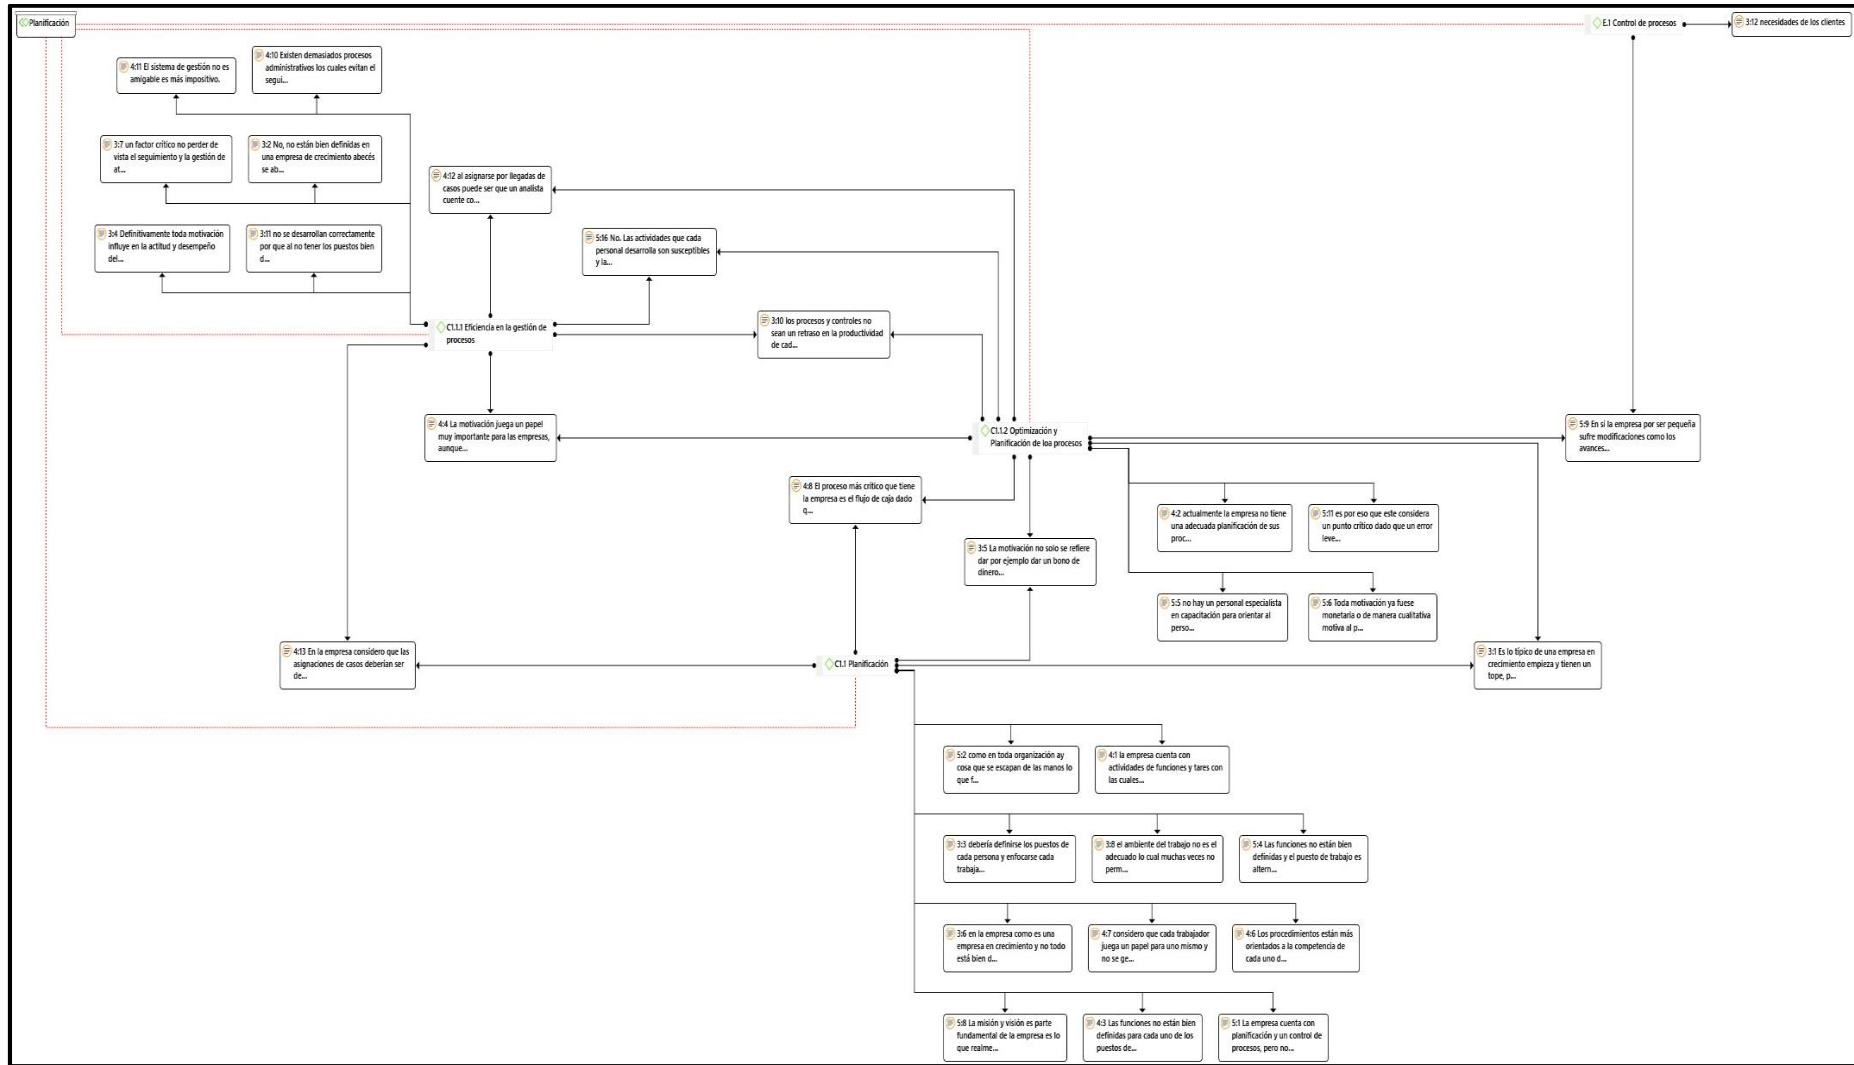 Planificación
E.1 Control de procesos
3:12 necesidades de los clientes
4:11 El sistema de gestión no es
amigable es más impositivo.
4:10 Existen demasiados procesos
administrativos los cuales evitan el
segui...
3:7 un factor crítico no perder de
vista el seguimiento y la gestión de
at...
3:2 No, no están bien definidas en
una empresa de crecimiento abecés
se ab...
4:12 al asignarse por llegadas de
casos puede ser que un analista
cuente co...
3:4 Definitivamente toda motivación
influye en la actitud y desempeño
del...
3:11 no se desarrollan correctamente
por que al no tener los puestos bien
d...
5:16 No. Las actividades que cada
personal desarrolla son susceptibles
y la...
C1.1.1 Eficiencia en la gestión de
procesos
3:10 los procesos y controles no
sean un retraso en la productividad
de cad...
4:4 La motivación juega un papel
muy importante para las empresas,
aunque...
C1.1.2 Optimización y
Planificación de loa procesos
5:9 En si la empresa por ser pequeña
sufre modificaciones como los
avances...
4:8 El proceso más crítico que tiene
la empresa es el flujo de caja dado
q...
4:2 actualmente la empresa no tiene
una adecuada planificación de sus
proc...
5:11 es por eso que este considera
un punto crítico dado que un error
leve...
3:5 La motivación no solo se refiere
dar por ejemplo dar un bono de
dinero...
5:5 no hay un personal especialista
en capacitación para orientar al
perso...
5:6 Toda motivación ya fuese
monetaria o de manera cualitativa
motiva al p...
4:13 En la empresa considero que las
asignaciones de casos deberían ser
de...
C1.1 Planificación
3:1 Es lo típico de una empresa en
crecimiento empieza y tienen un
tope, p...
5:2 como en toda organización ay
cosa que se escapan de las manos lo
que f...
4:1 la empresa cuenta con
actividades de funciones y tares con
las cuales...
3:3 debería definirse los puestos de
cada persona y enfocarse cada
trabaja...
3:8 el ambiente del trabajo no es el
adecuado lo cual muchas veces no
perm...
5:4 Las funciones no están bien
definidas y el puesto de trabajo es
altern...
3:6 en la empresa como es una
empresa en crecimiento y no todo
está bien d...
4:7 considero que cada trabajador
juega un papel para uno mismo y
no se ge...
4:6 Los procedimientos están más
orientados a la competencia de
cada uno d...
5:8 La misión y visión es parte
fundamental de la empresa es lo
que realme...
4:3 Las funciones no están bien
definidas para cada uno de los
puestos de...
5:1 La empresa cuenta con
planificación y un control de
procesos, pero no...